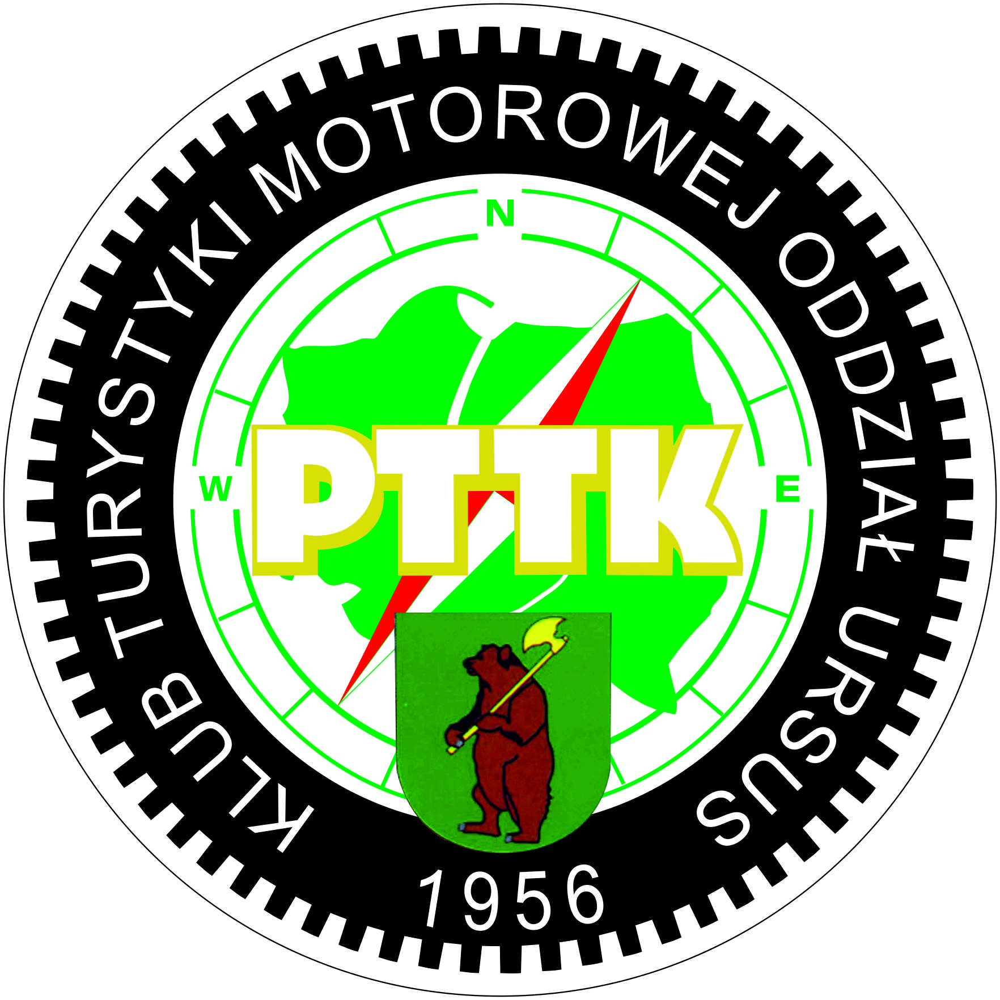 KLUB TURYSTYKI MOTOROWEJ ODDZIAŁ URSUS
N
W
E
PTTK
1956